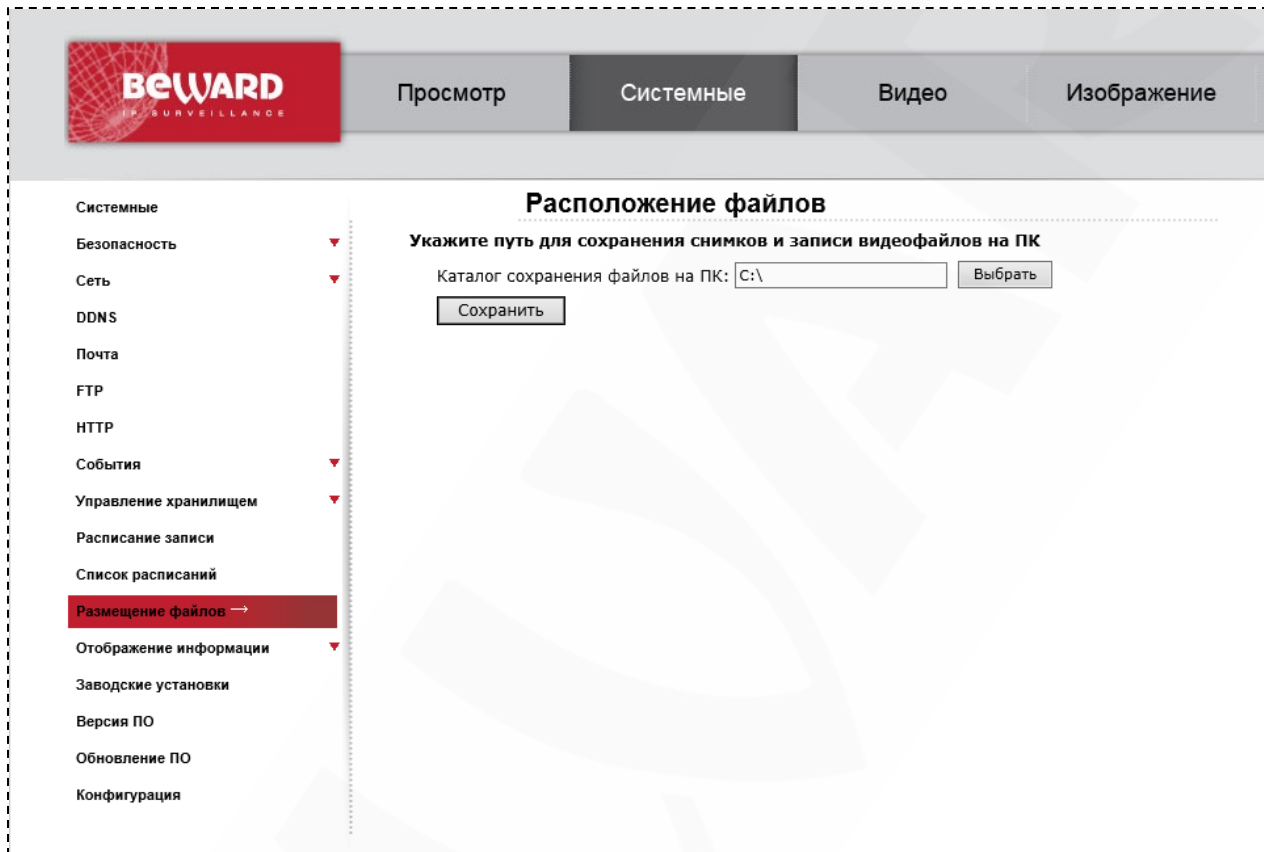 BEWARD
IP SURVEILLANCE
Просмотр
Системные
Видео
Изображение
Системные
Безопасность
Сеть
DDNS
Почта
FTP
HTTP
События
Управление хранилищем
Расписание записи
Список расписаний
Размещение файлов →
Отображение информации
Заводские установки
Версия ПО
Обновление ПО
Конфигурация
Расположение файлов
Укажите путь для сохранения снимков и записи видеофайлов на ПК
Каталог сохранения файлов на ПК: C:\ Выбрать
Сохранить